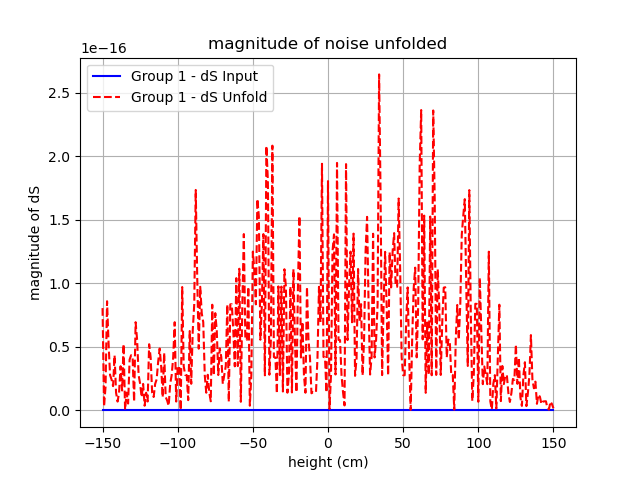 magnitude of noise unfolded
1e−16
Group 1 - dS Input
Group 1 - dS Unfold
magnitude of dS
2.5
2.0
1.5
1.0
0.5
0.0
−150 −100 −50 0 50 100 150
height (cm)